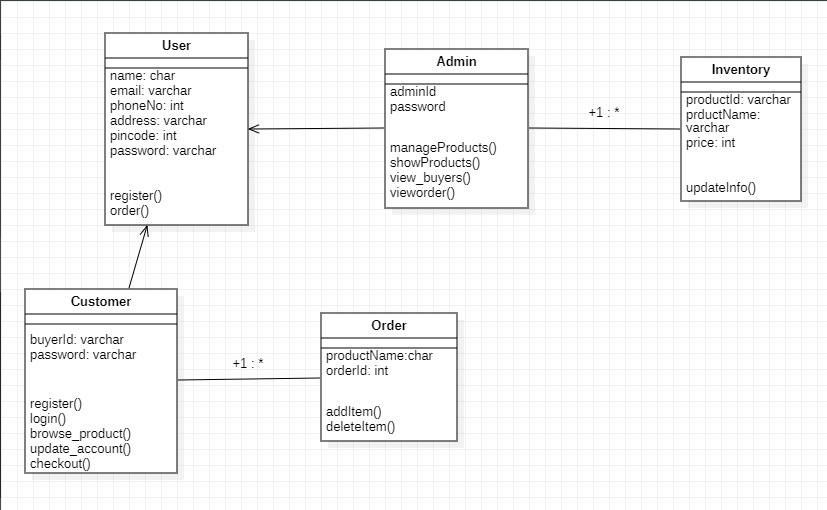 User
name: char
email: varchar
phoneNo: int
address: varchar
pincode: int
password: varchar
register()
order()
Admin
adminId
password
manageProducts()
showProducts()
view_buyers()
vieworder()
+1 : *
Inventory
productId: varchar
prductName:
varchar
price: int
updateInfo()
Customer
buyerId: varchar
password: varchar
register()
login()
browse_product()
update_account()
checkout()
+1 : *
Order
productName:char
orderId: int
addItem()
deleteItem()